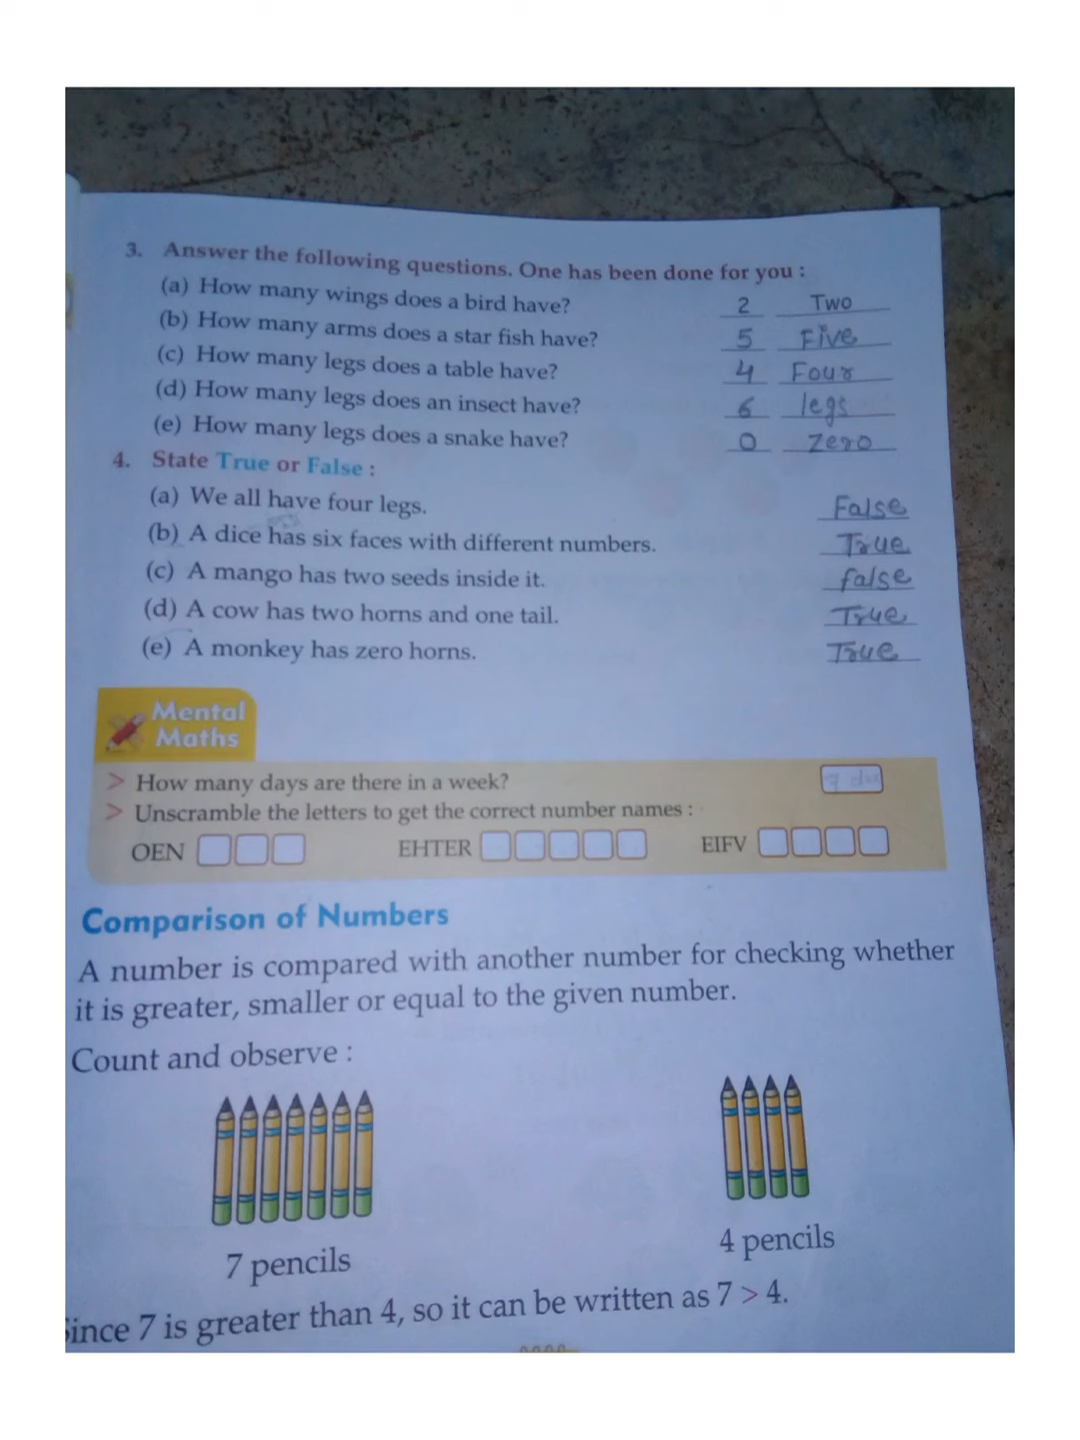 3. Answer the following questions. One has been done for you :
(a) How many wings does a bird have? 2 Two
(b) How many arms does a star fish have? 5 Five
(c) How many legs does a table have? 4 Four
(d) How many legs does an insect have? 6 legs
(e) How many legs does a snake have? 0 Zero
4. State True or False :
(a) We all have four legs. False
(b) A dice has six faces with different numbers. True
(c) A mango has two seeds inside it. false
(d) A cow has two horns and one tail. True
(e) A monkey has zero horns. True
Mental
Maths
> How many days are there in a week? 7
> Unscramble the letters to get the correct number names :
OEN EHTER EIFV
Comparison of Numbers
A number is compared with another number for checking whether
it is greater, smaller or equal to the given number.
Count and observe :
7 pencils 4 pencils
Since 7 is greater than 4, so it can be written as 7 > 4.